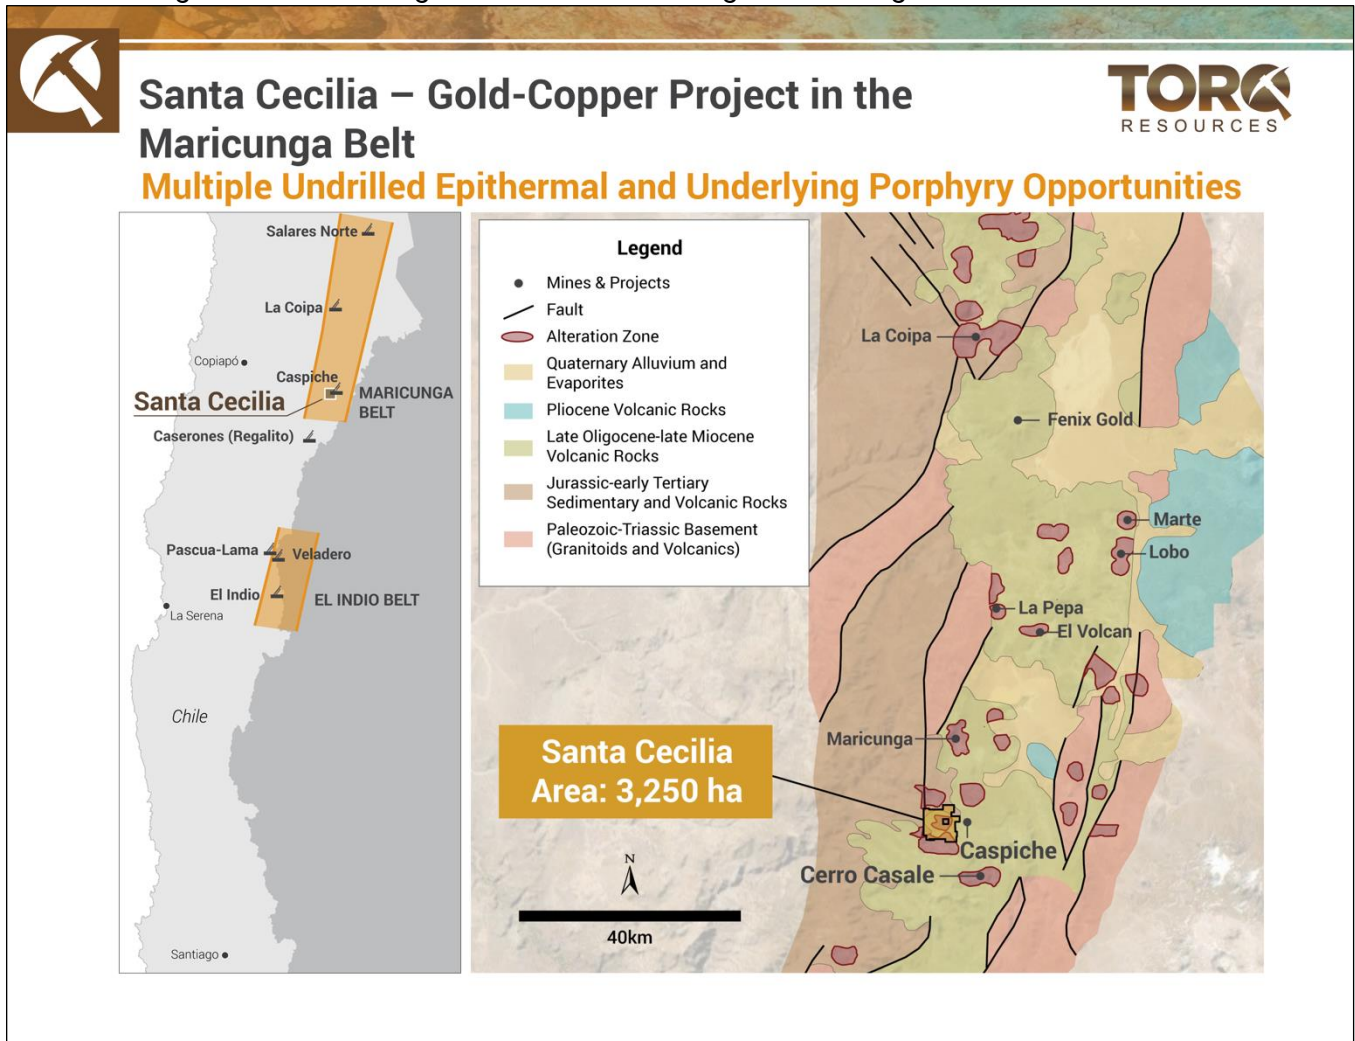 Santa Cecilia – Gold-Copper Project in the
Maricunga Belt
TORQ
RESOURCES
Multiple Undrilled Epithermal and Underlying Porphyry Opportunities
Salares Norte
La Coipa
Copiapó
Caspiche
Santa Cecilia
MARICUNGA
BELT
Caserones (Regalito)
Pascua-Lama
Veladero
El Indio
EL INDIO BELT
La Serena
Chile
Santiago
Legend
Mines & Projects
Fault
Alteration Zone
Quaternary Alluvium and
Evaporites
Pliocene Volcanic Rocks
Late Oligocene-late Miocene
Volcanic Rocks
Jurassic-early Tertiary
Sedimentary and Volcanic Rocks
Paleozoic-Triassic Basement
(Granitoids and Volcanics)
La Coipa
Fenix Gold
Marte
Lobo
La Pepa
El Volcan
Maricunga
Santa Cecilia
Area: 3,250 ha
Caspiche
Cerro Casale
N
40km